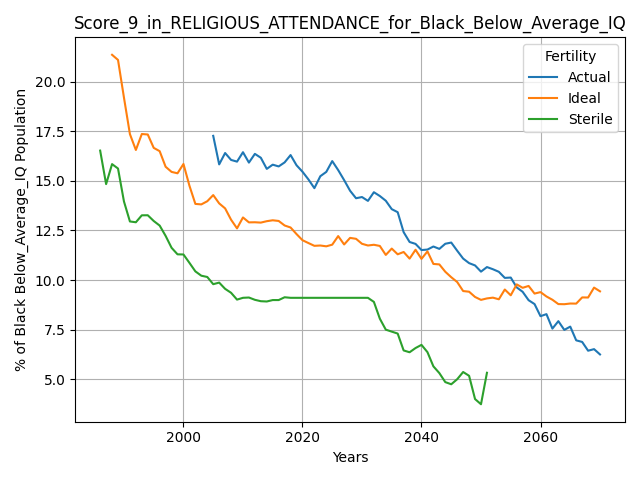 Score_9_in_RELIGIOUS_ATTENDANCE_for_Black_Below_Average_IQ
Fertility
Actual
Ideal
Sterile
% of Black Below_Average_IQ Population
20.0
17.5
15.0
12.5
10.0
7.5
5.0
2000
2020
2040
2060
Years